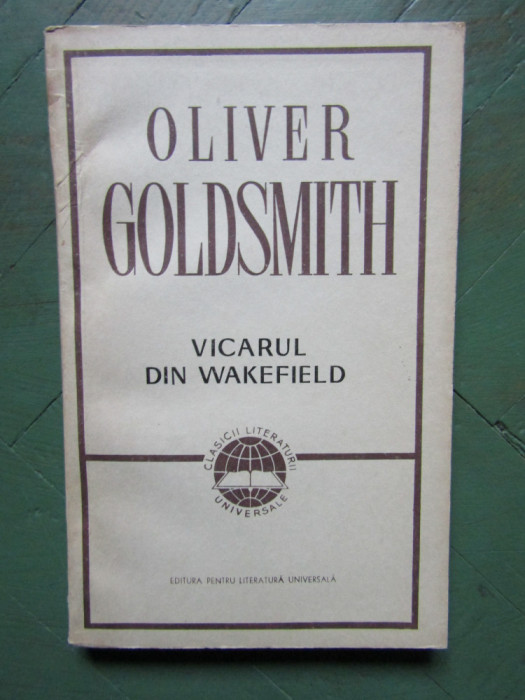 OLIVER
GOLDSMITH
VICARUL
DIN WAKEFIELD
CLASICII LITERATURII
UNIVERSALE
EDITURA PENTRU LITERATURĂ UNIVERSALĂ